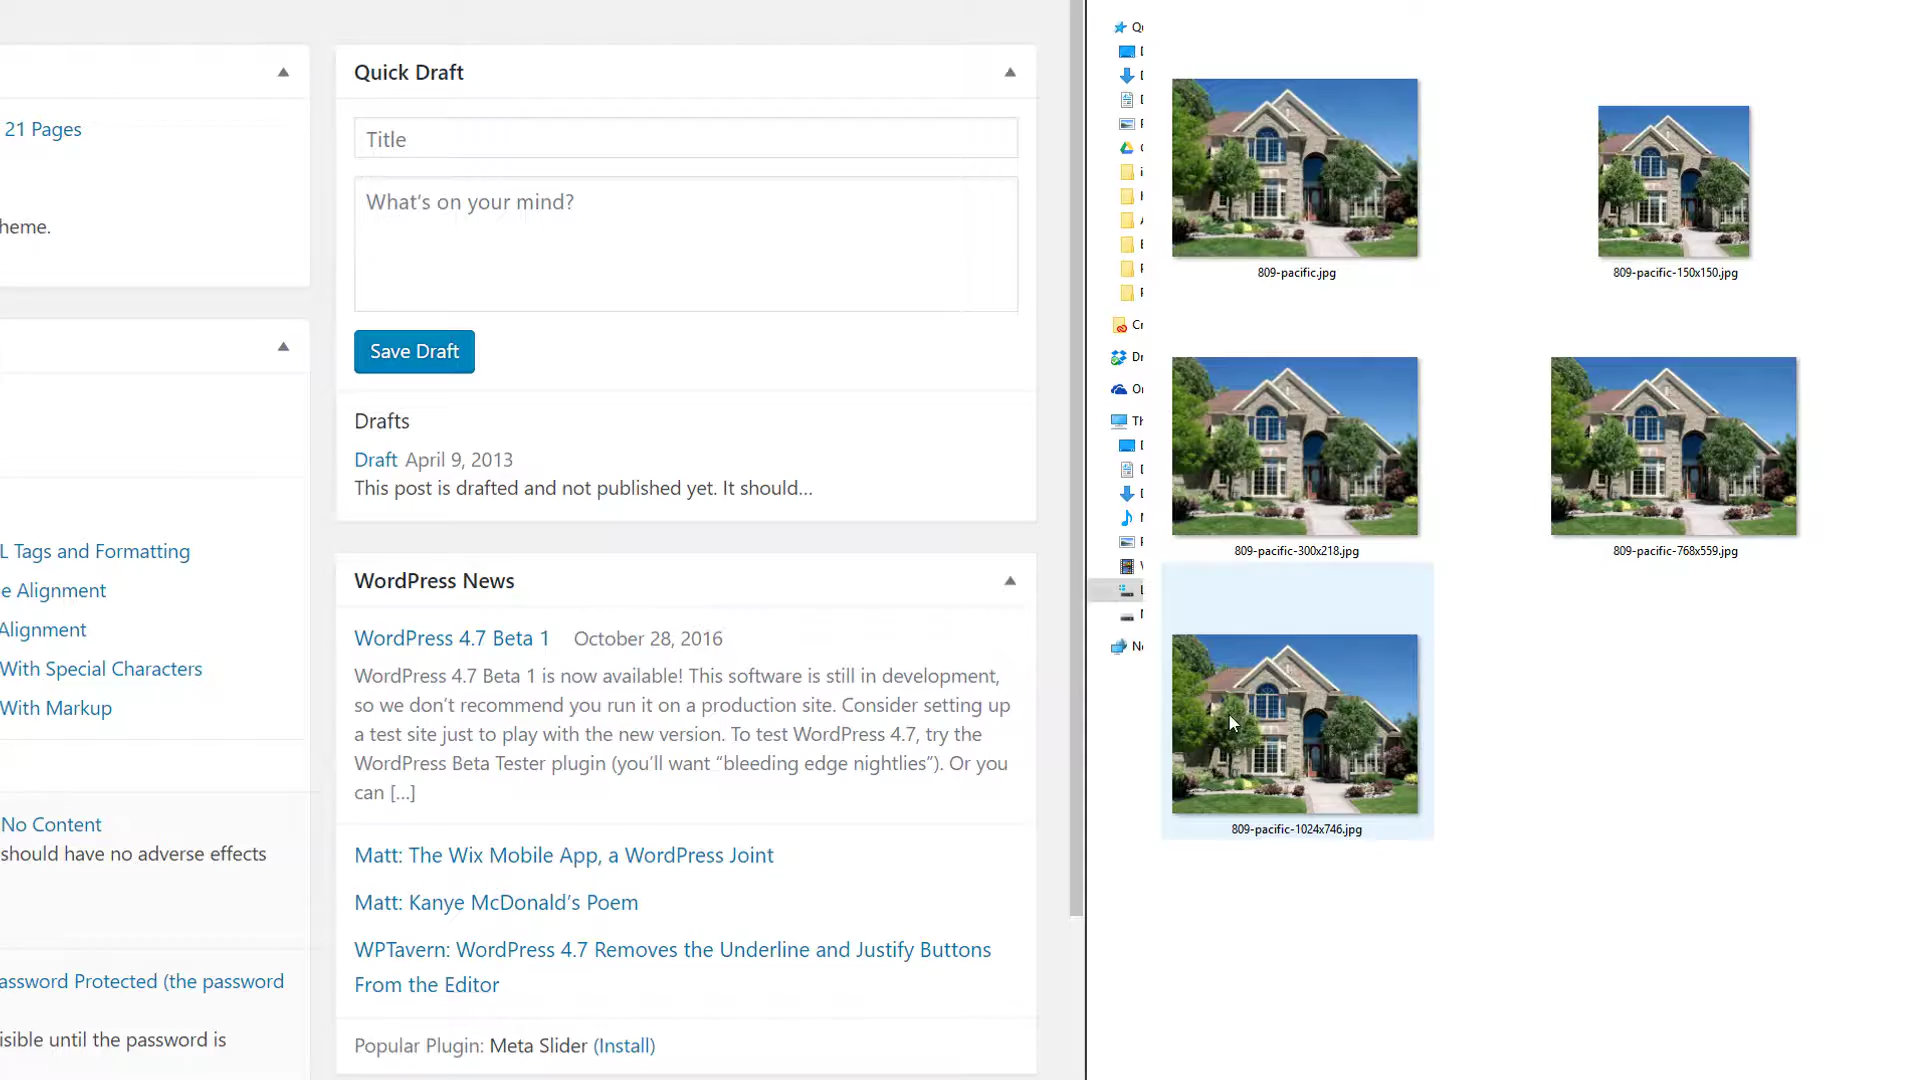 21 Pages
heme.
L Tags and Formatting
e Alignment
Alignment
With Special Characters
With Markup
No Content
should have no adverse effects
assword Protected (the password
isible until the password is
Quick Draft
Title
What's on your mind?
Save Draft
Drafts
Draft April 9, 2013
This post is drafted and not published yet. It should…
WordPress News
WordPress 4.7 Beta 1 October 28, 2016
WordPress 4.7 Beta 1 is now available! This software is still in development,
so we don't recommend you run it on a production site. Consider setting up
a test site just to play with the new version. To test WordPress 4.7, try the
WordPress Beta Tester plugin (you'll want “bleeding edge nightlies”). Or you
can […]
Matt: The Wix Mobile App, a WordPress Joint
Matt: Kanye McDonald's Poem
WPTavern: WordPress 4.7 Removes the Underline and Justify Buttons
From the Editor
Popular Plugin: Meta Slider (Install)
809-pacific.jpg
809-pacific-150x150.jpg
809-pacific-300x218.jpg
809-pacific-768x559.jpg
809-pacific-1024x746.jpg